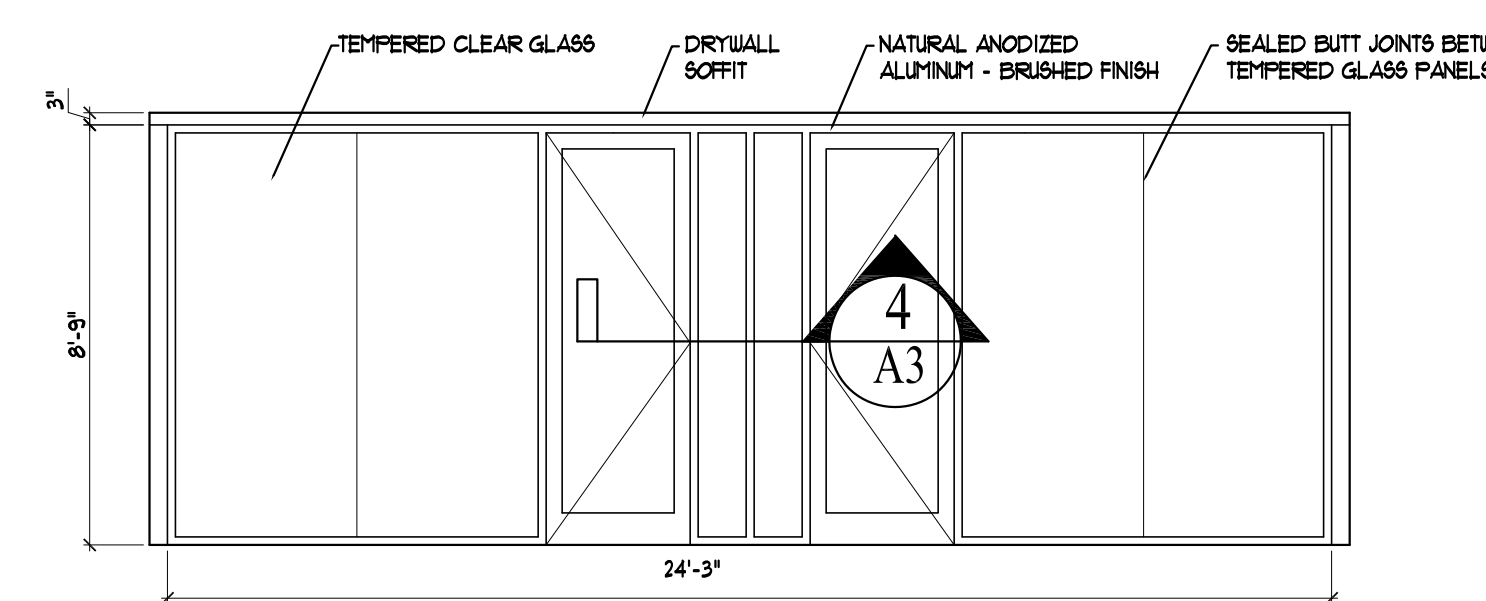 TEMPERED CLEAR GLASS
DRYWALL
SOFFIT
NATURAL ANODIZED
ALUMINUM - BRUSHED FINISH
SEALED BUTT JOINTS
TEMPERED GLASS PANELS
3"
8'-9"
4
A3
24'-3"